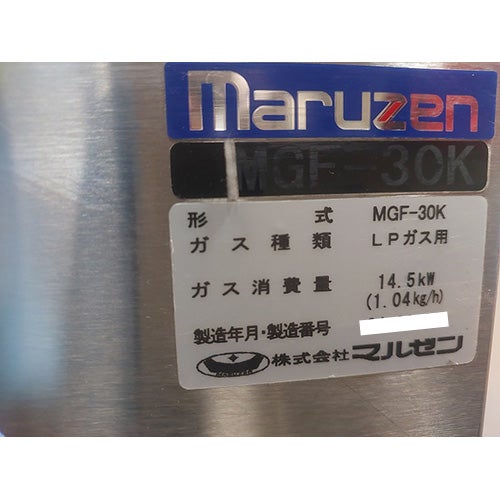 maruzen
MGF-30K
形式 MGF-30K
ガス種類 LPガス用
ガス消費量 14.5kW
(1.04kg/h)
製造年月・製造番号
MARUZEN 株式会社 マルゼン